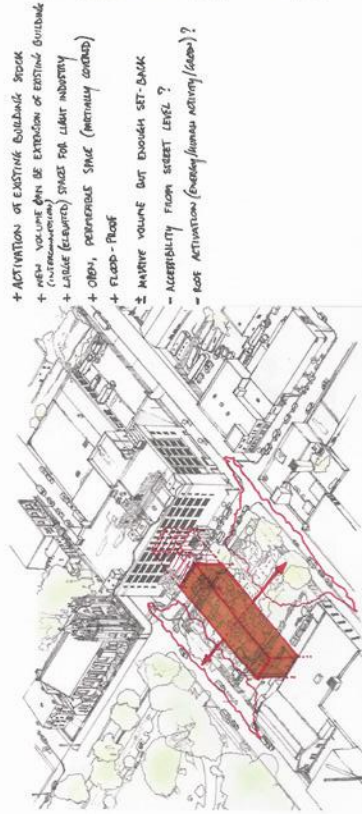 + ACTIVATION OF EXISTING BUILDING STOCK
+ NEW VOLUME CAN BE EXTENSION OF EXISTING BUILDING
(INTERCONNECTION)
+ LARGE (ELEVATED) SPACES FOR LIGHT INDUSTRY
+ OPEN, PERMEABLE SPACE (PARTIALLY COVERED)
+ FLOOD-PROOF
± MASSIVE VOLUME BUT ENOUGH SET-BACK
- ACCESSIBILITY FROM STREET LEVEL ?
- ROOF ACTIVATION (ENERGY/HUMAN ACTIVITY/GREEN) ?